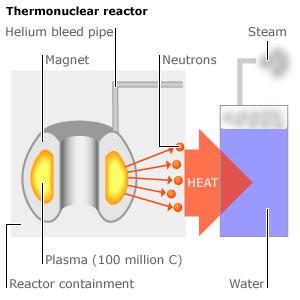 Thermonuclear reactor
Helium bleed pipe
Steam
Magnet
Neutrons
HEAT
Plasma (100 million C)
Reactor containment
Water